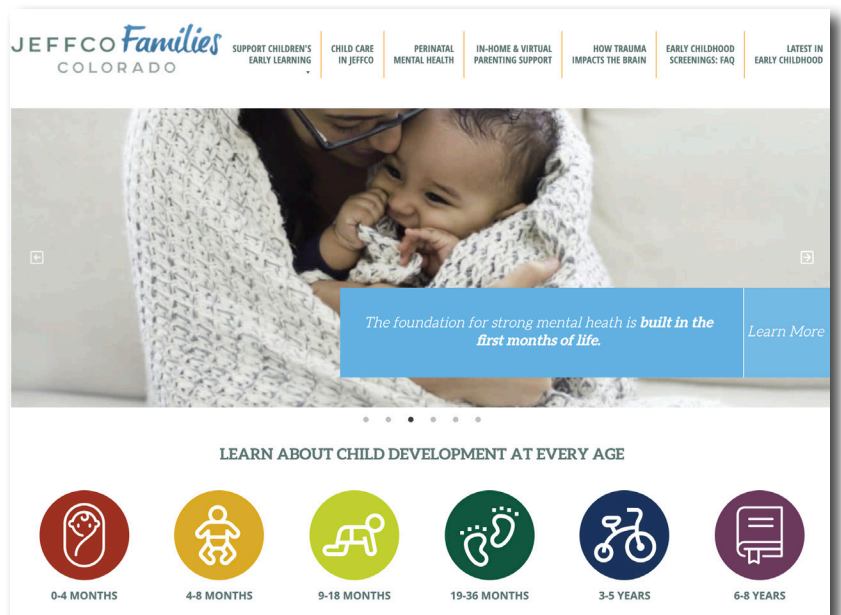 JEFFCO Families
COLORADO
SUPPORT CHILDREN'S
EARLY LEARNING
CHILD CARE
IN JEFFCO
PERINATAL
MENTAL HEALTH
IN-HOME & VIRTUAL
PARENTING SUPPORT
HOW TRAUMA
IMPACTS THE BRAIN
EARLY CHILDHOOD
SCREENINGS: FAQ
LATEST IN
EARLY CHILDHOOD
The foundation for strong mental heath is built in the
first months of life.
Learn More
LEARN ABOUT CHILD DEVELOPMENT AT EVERY AGE
0-4 MONTHS
4-8 MONTHS
9-18 MONTHS
19-36 MONTHS
3-5 YEARS
6-8 YEARS